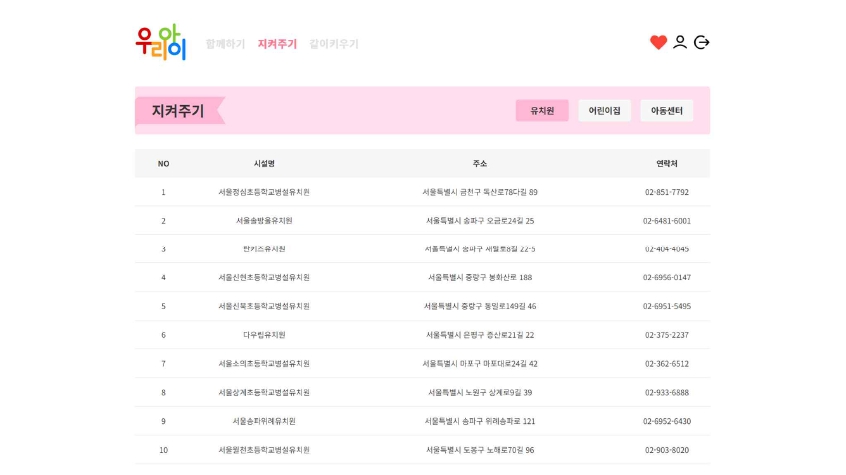 우리아이
함께하기 지켜주기 같이키우기
지켜주기 유치원 어린이집 아동센터
NO 시설명 주소 연락처
1 서울정심초등학교병설유치원 서울특별시 금천구 독산로78다길 89 02-851-7792
2 서울솔방울유치원 서울특별시 송파구 오금로24길 25 02-6481-6001
3 서울특별시 송파구 새말로8길 22-5 02-404-4045
4 서울신현초등학교병설유치원 서울특별시 중랑구 봉화산로 188 02-6956-0147
5 서울신묵초등학교병설유치원 서울특별시 중랑구 동일로149길 46 02-6951-5495
6 다우림유치원 서울특별시 은평구 증산로21길 22 02-375-2237
7 서울소의초등학교병설유치원 서울특별시 마포구 마포대로24길 42 02-362-6512
8 서울상계초등학교병설유치원 서울특별시 노원구 상계로9길 39 02-933-6888
9 서울송파위례유치원 서울특별시 송파구 위례송파로 121 02-6952-6430
10 서울월천초등학교병설유치원 서울특별시 도봉구 노해로70길 96 02-903-8020